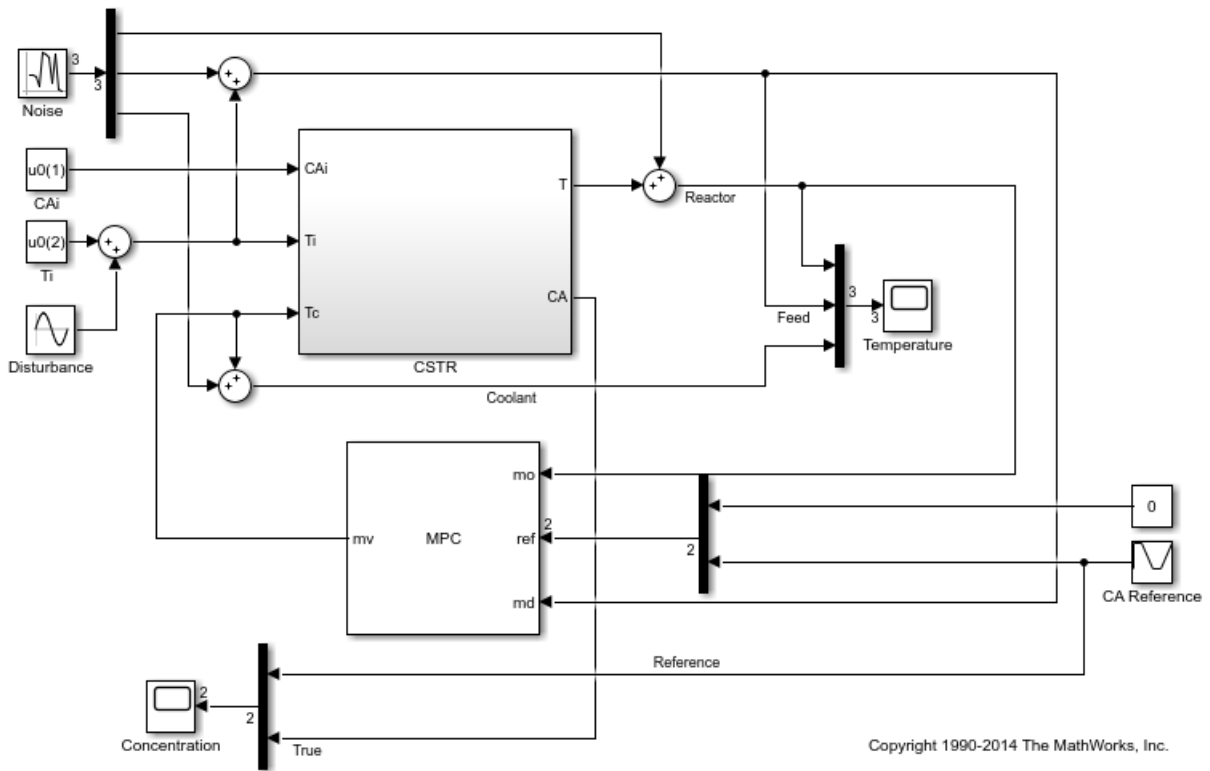 3
3
Noise
+
+
u0(1)
CAi
CAi
T
+
+
Reactor
u0(2)
+
+
Ti
Ti
CA
3
3
Feed
Temperature
Tc
Disturbance
CSTR
+
+
Coolant
mo
0
mv
MPC
ref
2
2
CA Reference
md
Reference
2
2
Concentration
True
Copyright 1990-2014 The MathWorks, Inc.